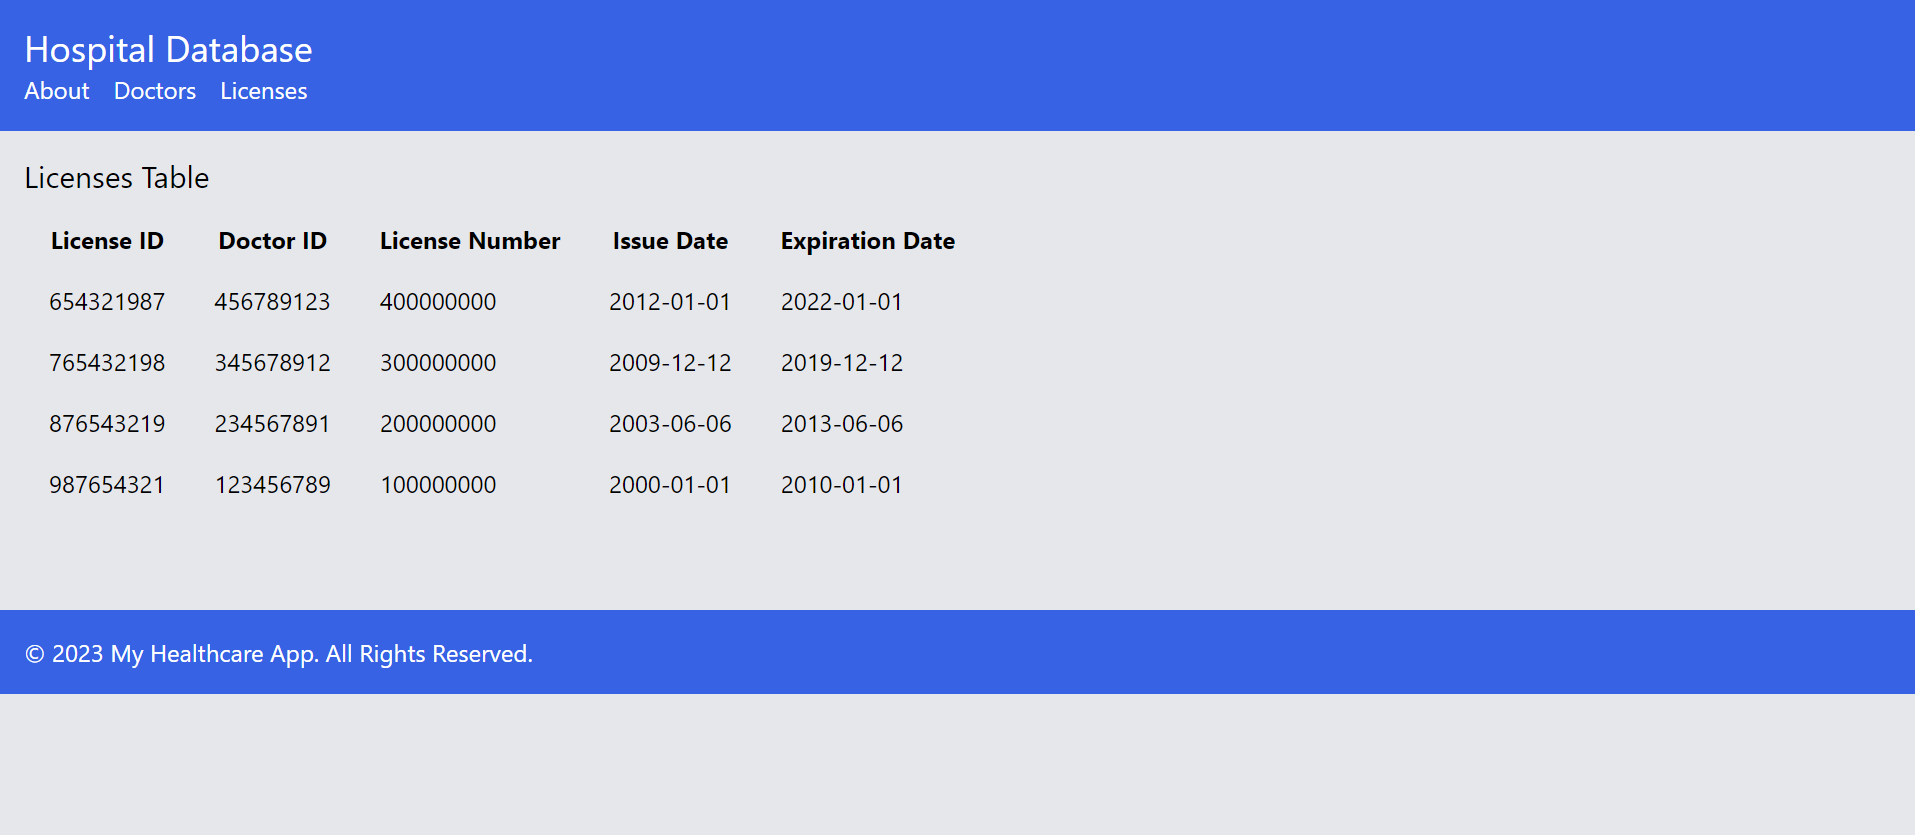 Hospital Database
About Doctors Licenses
Licenses Table
License ID Doctor ID License Number Issue Date Expiration Date
654321987 456789123 400000000 2012-01-01 2022-01-01
765432198 345678912 300000000 2009-12-12 2019-12-12
876543219 234567891 200000000 2003-06-06 2013-06-06
987654321 123456789 100000000 2000-01-01 2010-01-01
© 2023 My Healthcare App. All Rights Reserved.